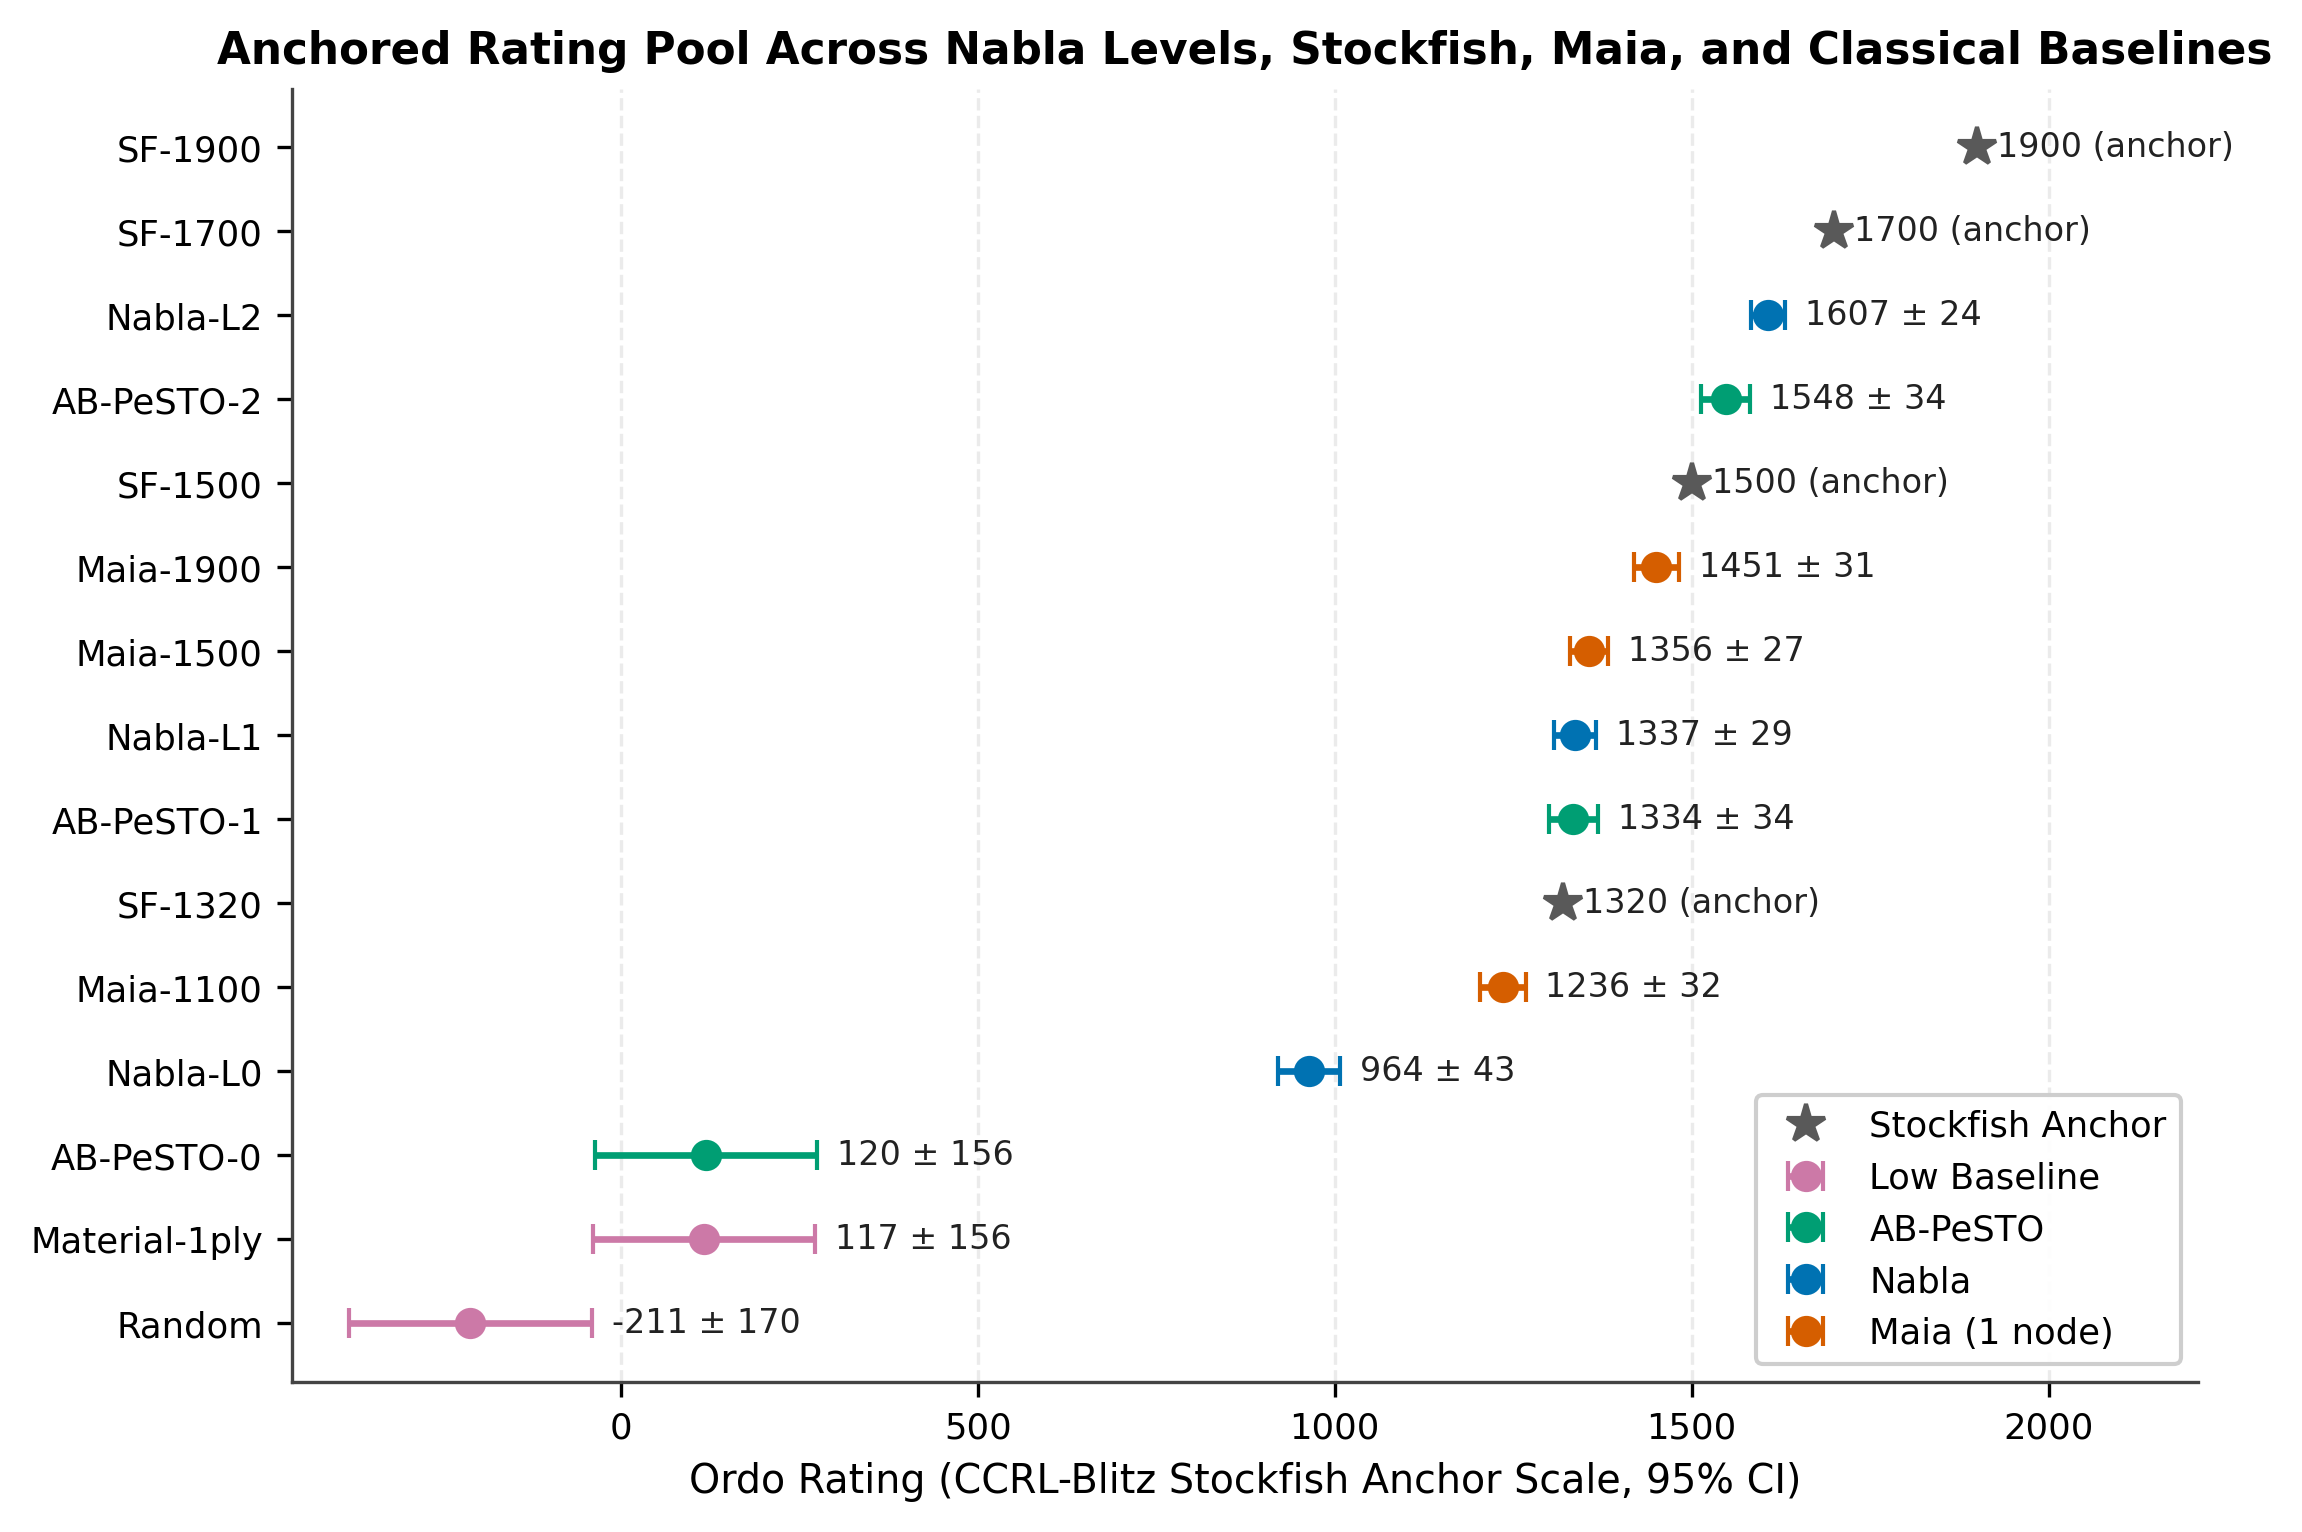 Anchored Rating Pool Across Nabla Levels, Stockfish, Maia, and Classical Baselines
SF-1900
1900 (anchor)
SF-1700
1700 (anchor)
Nabla-L2
1607 ± 24
AB-PeSTO-2
1548 ± 34
SF-1500
1500 (anchor)
Maia-1900
1451 ± 31
Maia-1500
1356 ± 27
Nabla-L1
1337 ± 29
AB-PeSTO-1
1334 ± 34
SF-1320
1320 (anchor)
Maia-1100
1236 ± 32
Nabla-L0
964 ± 43
AB-PeSTO-0
120 ± 156
Material-1ply
117 ± 156
Random
-211 ± 170
Stockfish Anchor
Low Baseline
AB-PeSTO
Nabla
Maia (1 node)
0 500 1000 1500 2000
Ordo Rating (CCRL-Blitz Stockfish Anchor Scale, 95% CI)